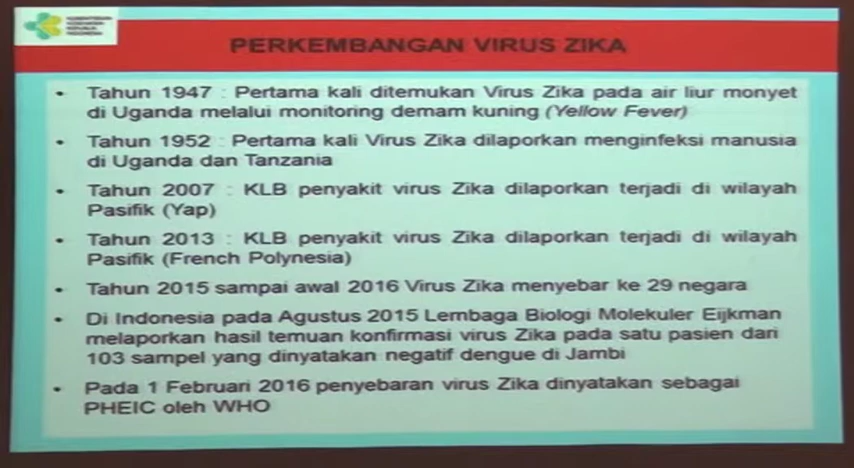 KEMENTERIAN
KESEHATAN
REPUBLIK
INDONESIA
PERKEMBANGAN VIRUS ZIKA
• Tahun 1947 : Pertama kali ditemukan Virus Zika pada air liur monyet
di Uganda melalui monitoring demam kuning (Yellow Fever)
• Tahun 1952 : Pertama kali Virus Zika dilaporkan menginfeksi manusia
di Uganda dan Tanzania
• Tahun 2007 : KLB penyakit virus Zika dilaporkan terjadi di wilayah
Pasifik (Yap)
• Tahun 2013 : KLB penyakit virus Zika dilaporkan terjadi di wilayah
Pasifik (French Polynesia)
• Tahun 2015 sampai awal 2016 Virus Zika menyebar ke 29 negara
• Di Indonesia pada Agustus 2015 Lembaga Biologi Molekuler Eijkman
melaporkan hasil temuan konfirmasi virus Zika pada satu pasien dari
103 sampel yang dinyatakan negatif dengue di Jambi
• Pada 1 Februari 2016 penyebaran virus Zika dinyatakan sebagai
PHEIC oleh WHO